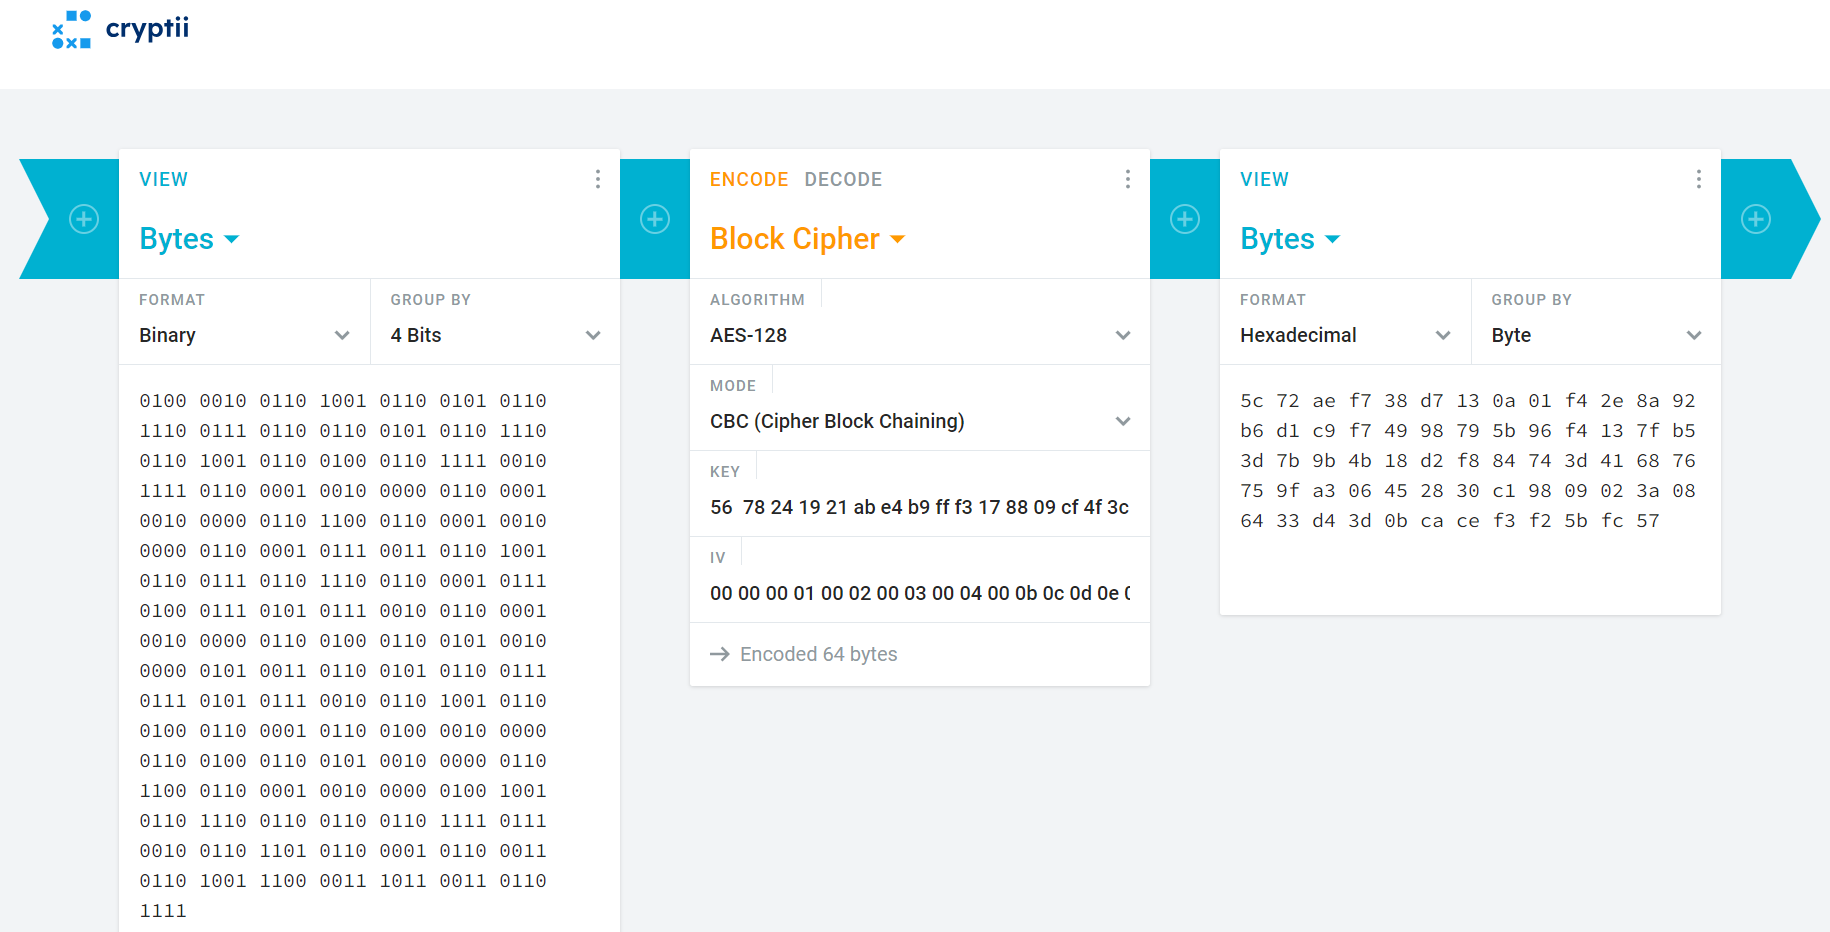 cryptii
VIEW
Bytes
FORMAT
Binary
GROUP BY
4 Bits
0100 0010 0110 1001 0110 0101 0110
1110 0111 0110 0110 0101 0110 1110
0110 1001 0110 0100 0110 1111 0010
1111 0110 0001 0010 0000 0110 0001
0010 0000 0110 1100 0110 0001 0010
0000 0110 0001 0111 0011 0110 1001
0110 0111 0110 1110 0110 0001 0111
0100 0111 0101 0111 0010 0110 0001
0010 0000 0110 0100 0110 0101 0010
0000 0101 0011 0110 0101 0110 0111
0111 0101 0111 0010 0110 1001 0110
0100 0110 0001 0110 0100 0010 0000
0110 0100 0110 0101 0010 0000 0110
1100 0110 0001 0010 0000 0100 1001
0110 1110 0110 0110 0110 1111 0111
0010 0110 1101 0110 0001 0110 0011
0110 1001 1100 0011 1011 0011 0110
1111
ENCODE DECODE
Block Cipher
ALGORITHM
AES-128
MODE
CBC (Cipher Block Chaining)
KEY
56 78 24 19 21 ab e4 b9 ff f3 17 88 09 cf 4f 3c
IV
00 00 00 01 00 02 00 03 00 04 00 0b 0c 0d 0e
→ Encoded 64 bytes
VIEW
Bytes
FORMAT
Hexadecimal
GROUP BY
Byte
5c 72 ae f7 38 d7 13 0a 01 f4 2e 8a 92
b6 d1 c9 f7 49 98 79 5b 96 f4 13 7f b5
3d 7b 9b 4b 18 d2 f8 84 74 3d 41 68 76
75 9f a3 06 45 28 30 c1 98 09 02 3a 08
64 33 d4 3d 0b ca ce f3 f2 5b fc 57